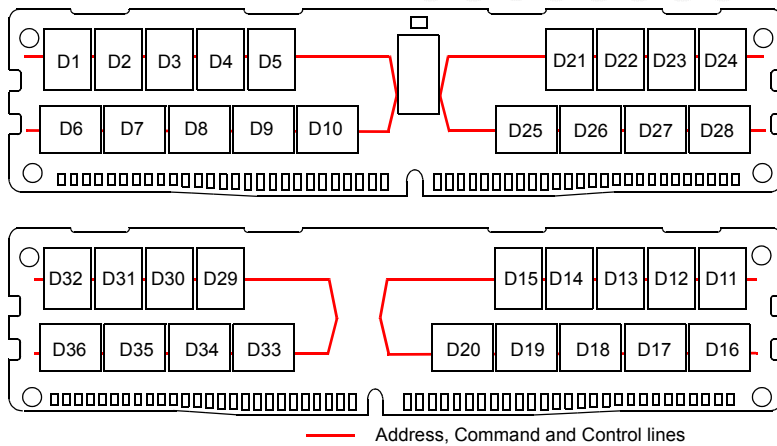 D1 D2 D3 D4 D5 D21 D22 D23 D24
D6 D7 D8 D9 D10 D25 D26 D27 D28
D32 D31 D30 D29 D15 D14 D13 D12 D11
D36 D35 D34 D33 D20 D19 D18 D17 D16
Address, Command and Control lines